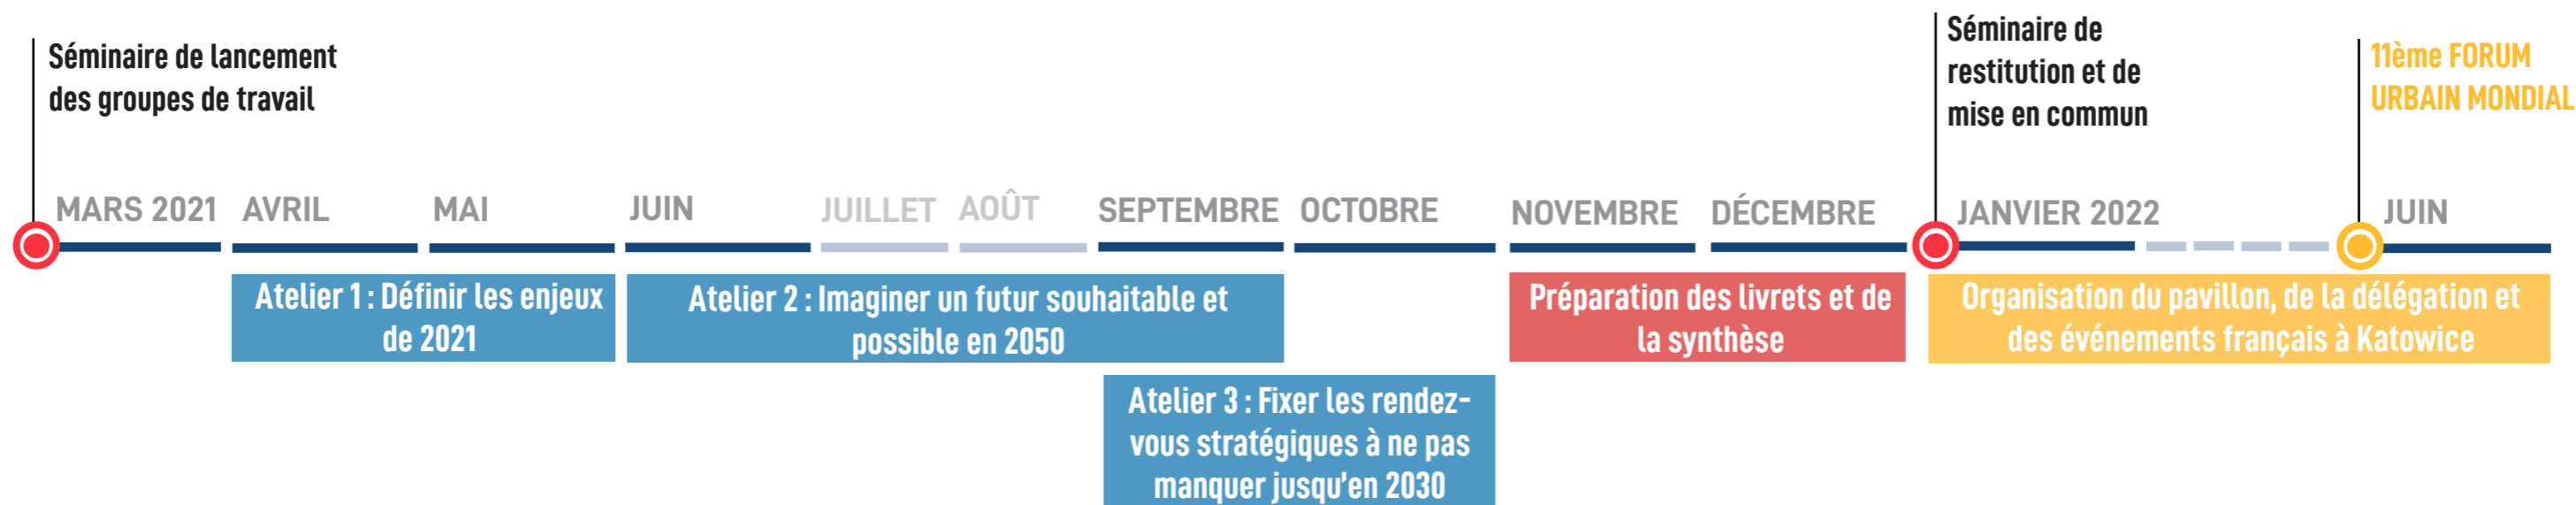 Séminaire de lancement
des groupes de travail
Séminaire de
restitution et de
mise en commun
11ème FORUM
URBAIN MONDIAL
MARS 2021
AVRIL
MAI
JUIN
JUILLET
AOÛT
SEPTEMBRE
OCTOBRE
NOVEMBRE
DÉCEMBRE
JANVIER 2022
JUIN
Atelier 1 : Définir les enjeux
de 2021
Atelier 2 : Imaginer un futur souhaitable et
possible en 2050
Atelier 3 : Fixer les rendez-
vous stratégiques à ne pas
manquer jusqu'en 2030
Préparation des livrets et de
la synthèse
Organisation du pavillon, de la délégation et
des événements français à Katowice